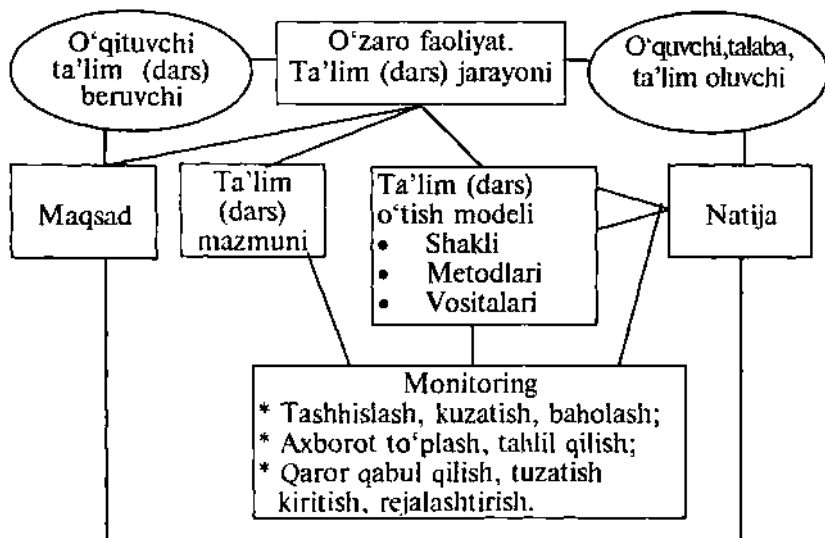 O‘qituvchi
ta’lim (dars)
beruvchi
O‘zaro faoliyat.
Ta’lim (dars) jarayoni
O‘quvchi,talaba,
ta’lim oluvchi
Maqsad
Ta’lim
(dars)
mazmuni
Ta’lim (dars)
o‘tish modeli
• Shakli
• Metodlari
• Vositalari
Natija
Monitoring
* Tashhislash, kuzatish, baholash;
* Axborot to‘plash, tahlil qilish;
* Qaror qabul qilish, tuzatish
kiritish, rejalashtirish.